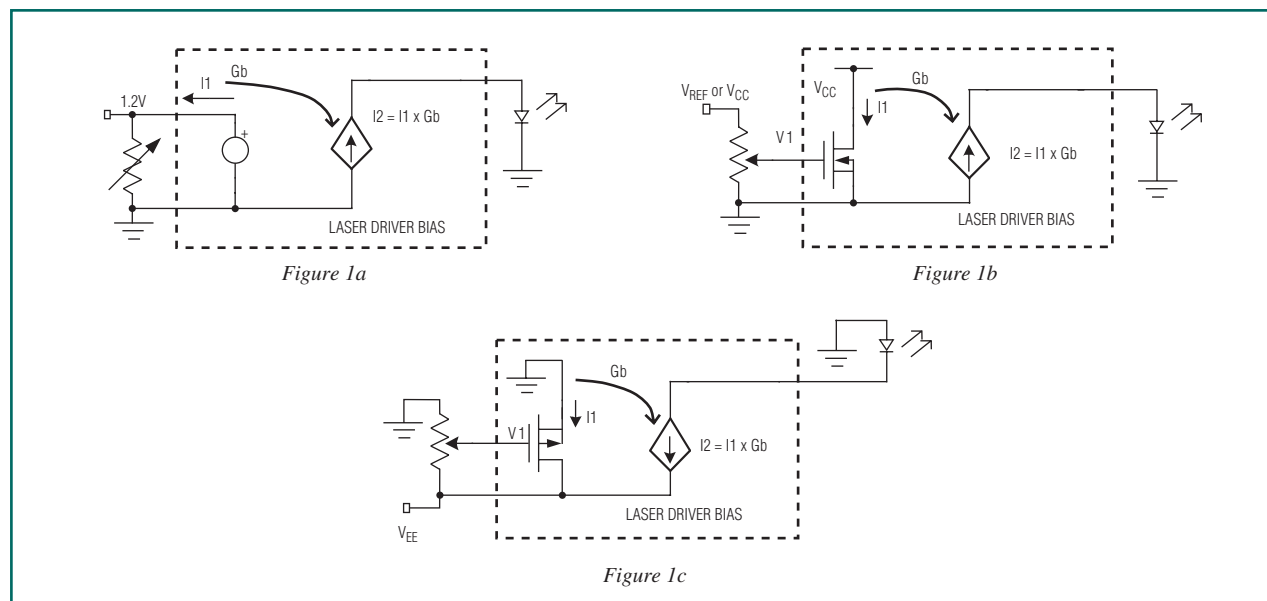 Gb
I1
1.2V
I2 = I1 x Gb
+
LASER DRIVER BIAS
Figure 1a
Gb
VCC
VREF or VCC
I1
V1
I2 = I1 x Gb
LASER DRIVER BIAS
Figure 1b
Gb
I1
V1
I2 = I1 x Gb
LASER DRIVER BIAS
VEE
Figure 1c